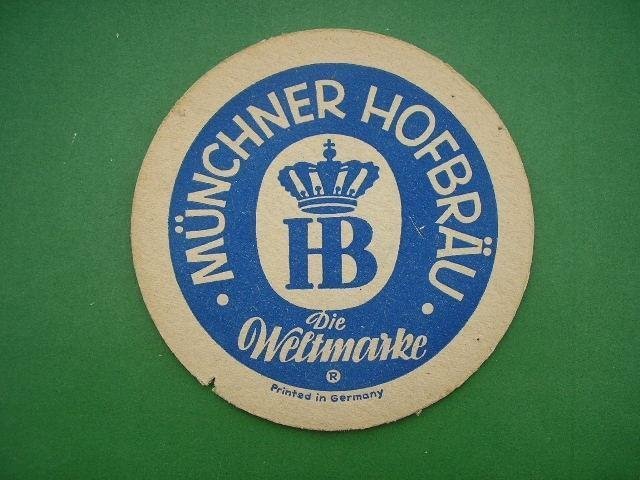 MÜNCHNER HOFBRÄU
HB
Die
Weltmarke
®
Printed in Germany